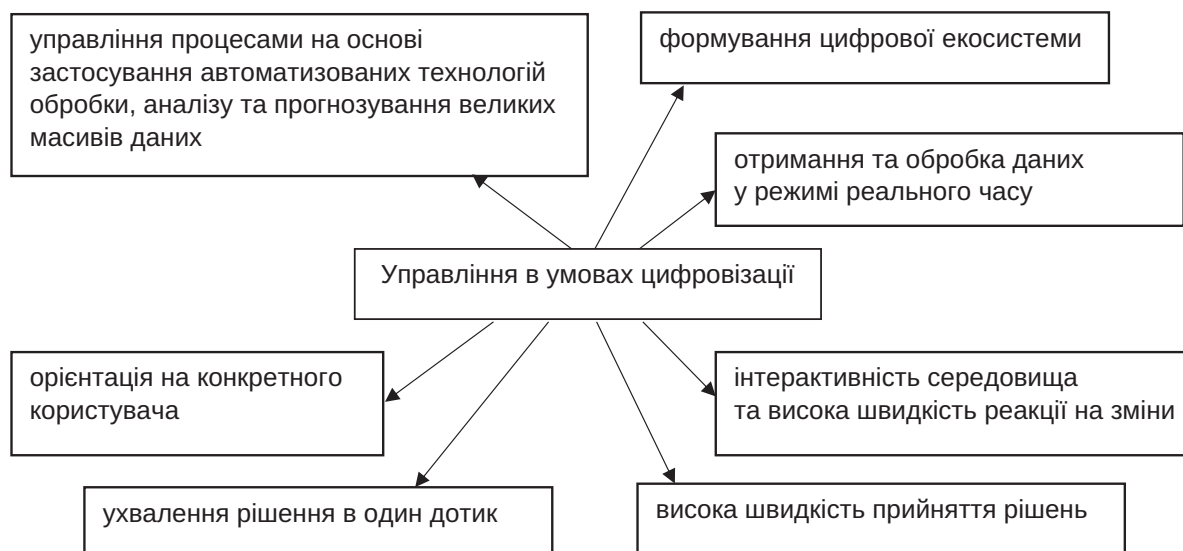 управління процесами на основі
застосування автоматизованих технологій
обробки, аналізу та прогнозування великих
масивів даних
формування цифрової екосистеми
отримання та обробка даних
у режимі реального часу
Управління в умовах цифровізації
орієнтація на конкретного
користувача
інтерактивність середовища
та висока швидкість реакції на зміни
ухвалення рішення в один дотик
висока швидкість прийняття рішень